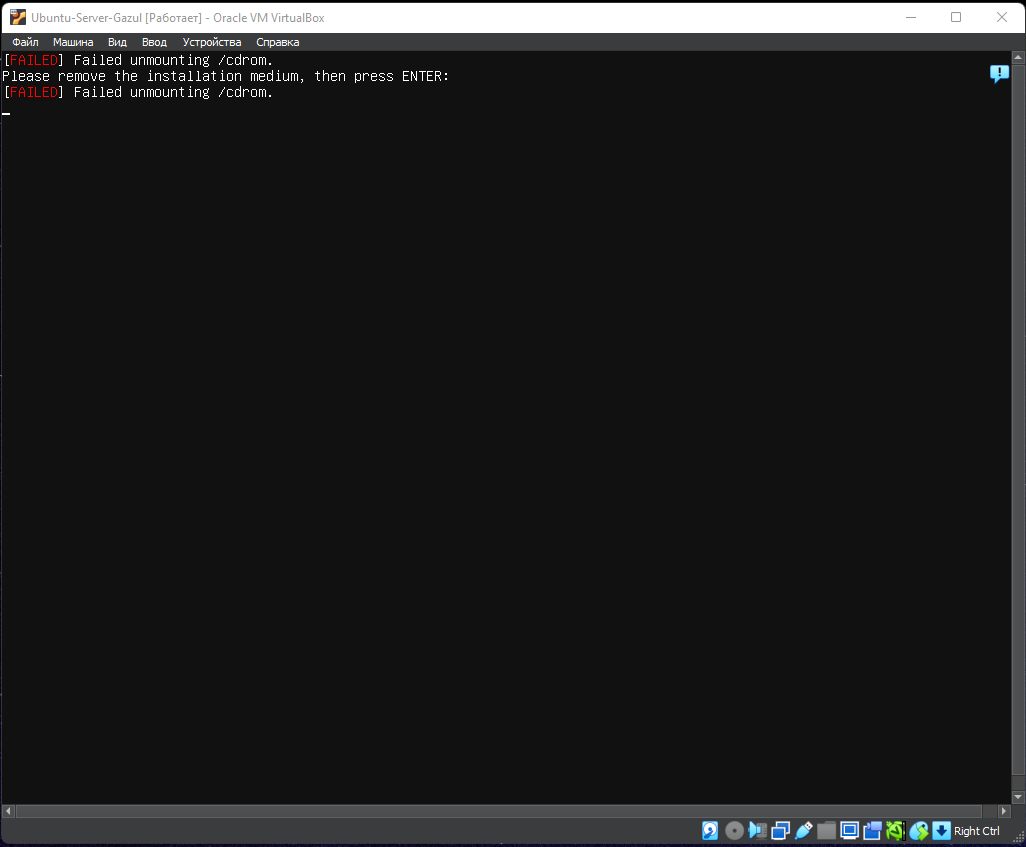 Ubuntu-Server-Gazul [Работает] - Oracle VM VirtualBox
Файл Машина Вид Ввод Устройства Справка
[FAILED] Failed unmounting /cdrom.
Please remove the installation medium, then press ENTER:
[FAILED] Failed unmounting /cdrom.
Right Ctrl